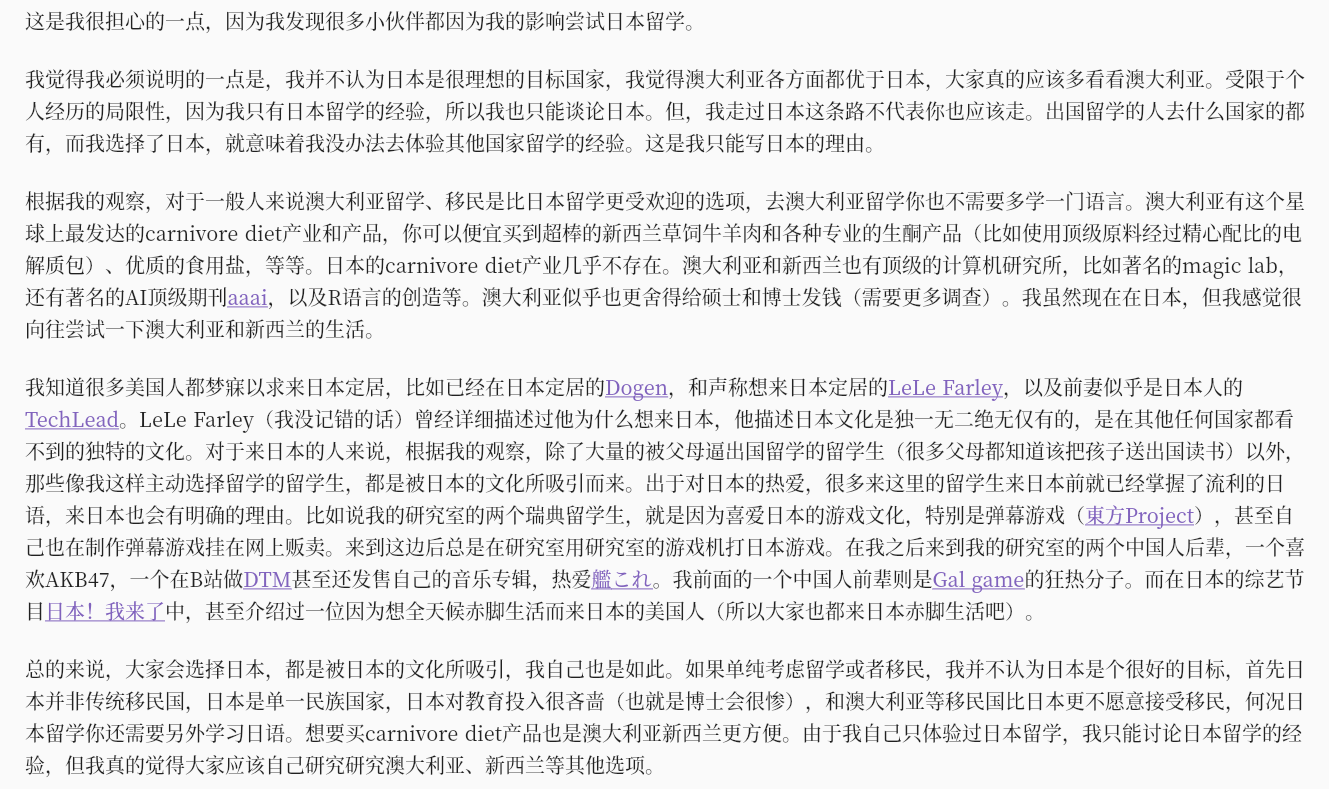 这是我很担心的一点，因为我发现很多小伙伴都因为我的影响尝试日本留学。
我觉得我必须说明的一点是，我并不认为日本是很理想的目标国家，我觉得澳大利亚各方面都优于日本，大家真的应该多看看澳大利亚。受限于个
人经历的局限性，因为我只有日本留学的经验，所以我也只能谈论日本。但，我走过日本这条路不代表你也应该走。出国留学的人去什么国家的都
有，而我选择了日本，就意味着我没办法去体验其他国家留学的经验。这是我只能写日本的理由。
根据我的观察，对于一般人来说澳大利亚留学、移民是比日本留学更受欢迎的选项，去澳大利亚留学你也不需要多学一门语言。澳大利亚有这个星
球上最发达的carnivore diet产业和产品，你可以便宜买到超棒的新西兰草饲牛羊肉和各种专业的生酮产品（比如使用顶级原料经过精心配比的电
解质包）、优质的食用盐，等等。日本的carnivore diet产业几乎不存在。澳大利亚和新西兰也有顶级的计算机研究所，比如著名的magic lab，
还有著名的AI顶级期刊aaai，以及R语言的创造等。澳大利亚似乎也更舍得给硕士和博士发钱（需要更多调查）。我虽然现在在日本，但我感觉很
向往尝试一下澳大利亚和新西兰的生活。
我知道很多美国人都梦寐以求来日本定居，比如已经在日本定居的Dogen，和声称想来日本定居的LeLe Farley，以及前妻似乎是日本人的
TechLead。LeLe Farley（我没记错的话）曾经详细描述过他为什么想来日本，他描述日本文化是独一无二绝无仅有的，是在其他任何国家都看
不到的独特的文化。对于来日本的人来说，根据我的观察，除了大量的被父母逼出国留学的留学生（很多父母都知道该把孩子送出国读书）以外，
那些像我这样主动选择留学的留学生，都是被日本的文化所吸引而来。出于对日本的热爱，很多来这里的留学生来日本前就已经掌握了流利的日
语，来日本也会有明确的理由。比如说我的研究室的两个瑞典留学生，就是因为喜爱日本的游戏文化，特别是弹幕游戏（東方Project），甚至自
己也在制作弹幕游戏挂在网上贩卖。来到这边后总是在研究室用研究室的游戏机打日本游戏。在我之后来到我的研究室的两个中国人后辈，一个喜
欢AKB47，一个在B站做DTM甚至还发售自己的音乐专辑，热爱艦これ。我前面的一个中国人前辈则是Gal game的狂热分子。而在日本的综艺节
目日本！我来了中，甚至介绍过一位因为想全天候赤脚生活而来日本的美国人（所以大家也都来日本赤脚生活吧）。
总的来说，大家会选择日本，都是被日本的文化所吸引，我自己也是如此。如果单纯考虑留学或者移民，我并不认为日本是个很好的目标，首先日
本并非传统移民国，日本是单一民族国家，日本对教育投入很吝啬（也就是博士会很惨），和澳大利亚等移民国比日本更不愿意接受移民，何况日
本留学你还需要另外学习日语。想要买carnivore diet产品也是澳大利亚新西兰更方便。由于我自己只体验过日本留学，我只能讨论日本留学的经
验，但我真的觉得大家应该自己研究研究澳大利亚、新西兰等其他选项。